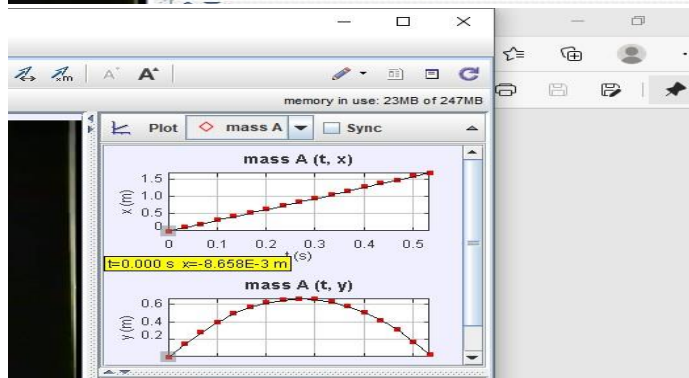 A A
memory in use: 23MB of 247MB
Plot mass A Sync
mass A (t, x)
x (m)
1.5
1.0
0.5
0
0 0.1 0.2 0.3 0.4 0.5
t (s)
t=0.000 s x=-8.658E-3 m
mass A (t, y)
y (m)
0.6
0.4
0.2